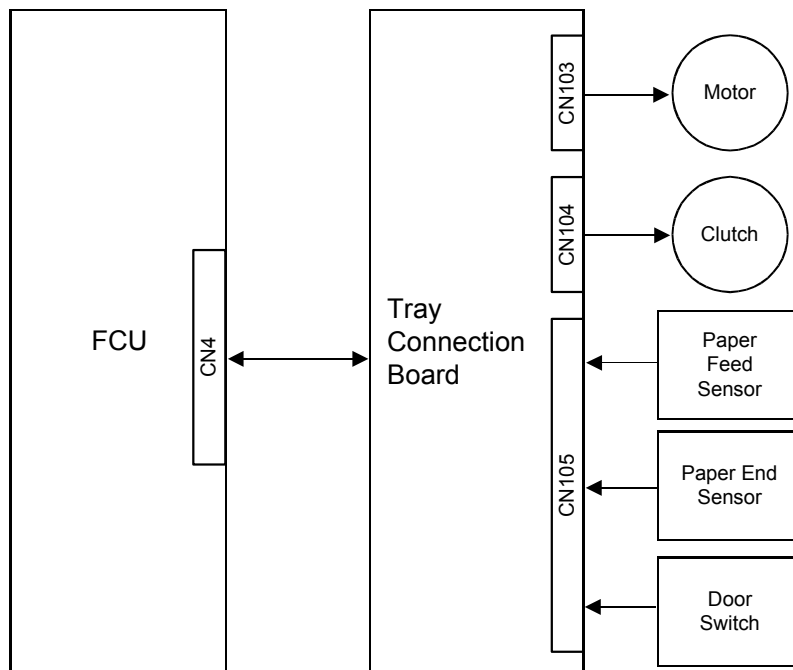 FCU
CN4
Tray
Connection
Board
CN103
CN104
CN105
Motor
Clutch
Paper
Feed
Sensor
Paper End
Sensor
Door
Switch